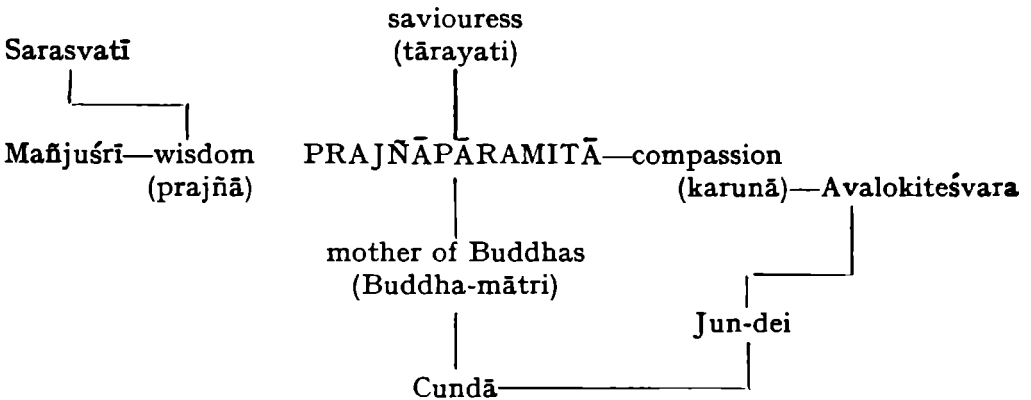 saviouress
Sarasvatī
(tārayati)
Mañjuśrī—wisdom PRAJÑĀPĀRAMITĀ—compassion
(prajñā) (karunā)—Avalokiteśvara
mother of Buddhas
(Buddha-mātri)
Jun-dei
Cundā